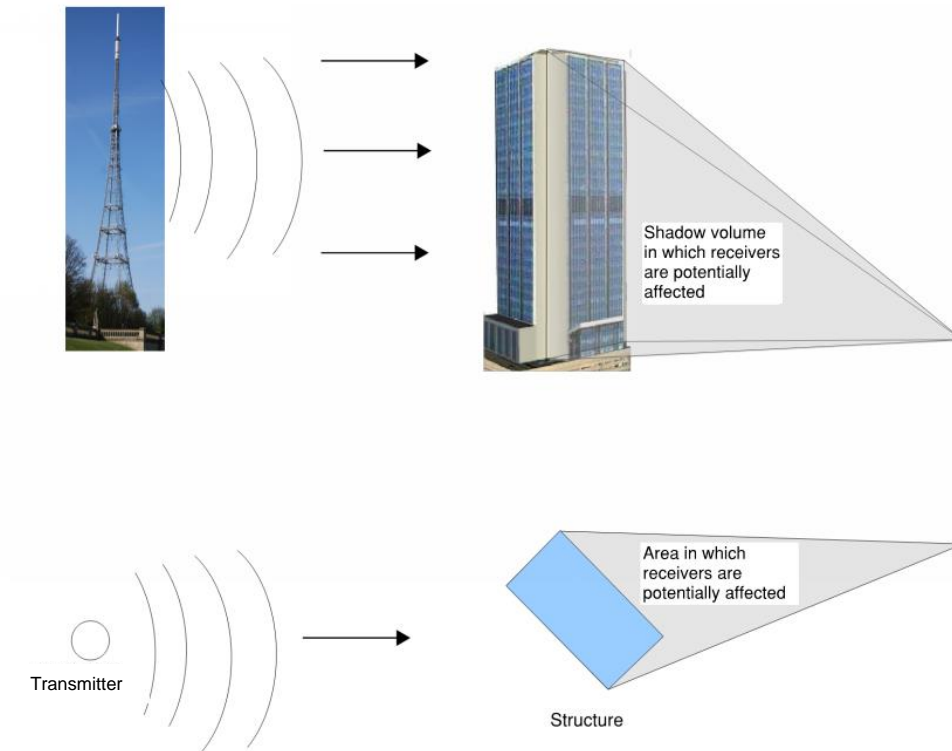 Shadow volume
in which receivers
are potentially
affected
Area in which
receivers are
potentially affected
Transmitter
Structure